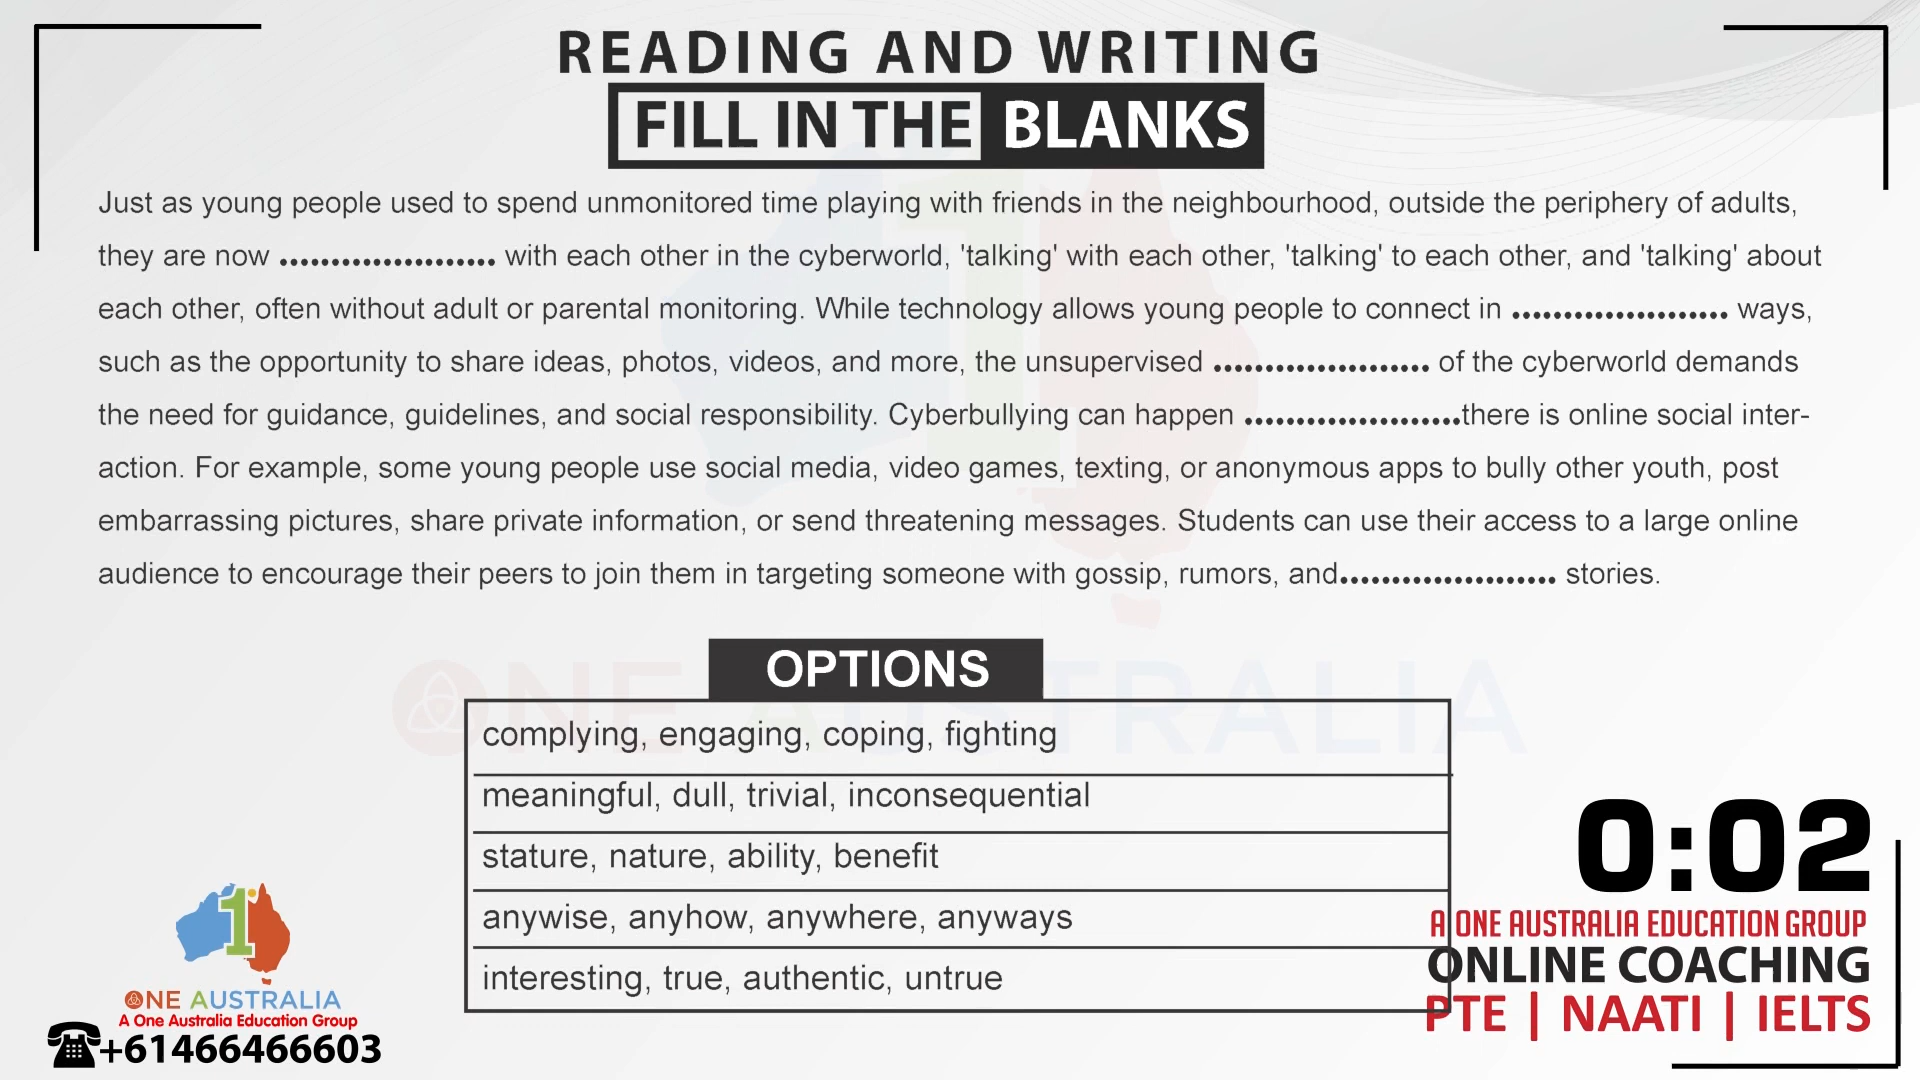 READING AND WRITING
FILL IN THE BLANKS
Just as young people used to spend unmonitored time playing with friends in the neighbourhood, outside the periphery of adults,
they are now ..................... with each other in the cyberworld, 'talking' with each other, 'talking' to each other, and 'talking' about
each other, often without adult or parental monitoring. While technology allows young people to connect in ..................... ways,
such as the opportunity to share ideas, photos, videos, and more, the unsupervised ..................... of the cyberworld demands
the need for guidance, guidelines, and social responsibility. Cyberbullying can happen .....................there is online social inter-
action. For example, some young people use social media, video games, texting, or anonymous apps to bully other youth, post
embarrassing pictures, share private information, or send threatening messages. Students can use their access to a large online
audience to encourage their peers to join them in targeting someone with gossip, rumors, and..................... stories.
ONE AUSTRALIA
OPTIONS
complying, engaging, coping, fighting
meaningful, dull, trivial, inconsequential
stature, nature, ability, benefit
anywise, anyhow, anywhere, anyways
interesting, true, authentic, untrue
0:02
A ONE AUSTRALIA EDUCATION GROUP
ONLINE COACHING
PTE | NAATI | IELTS
1
ONE AUSTRALIA
A One Australia Education Group
+61466466603